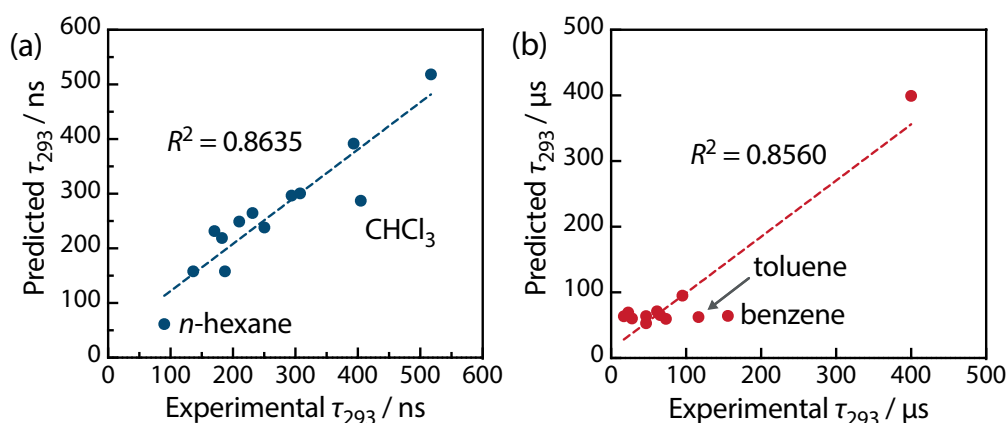 (a)
Predicted τ₂₉₃ / ns
600
500
400
300
200
100
0
R² = 0.8635
CHCl₃
n-hexane
0 100 200 300 400 500 600
Experimental τ₂₉₃ / ns
(b)
Predicted τ₂₉₃ / μs
500
400
300
200
100
0
R² = 0.8560
toluene
benzene
0 100 200 300 400 500
Experimental τ₂₉₃ / μs